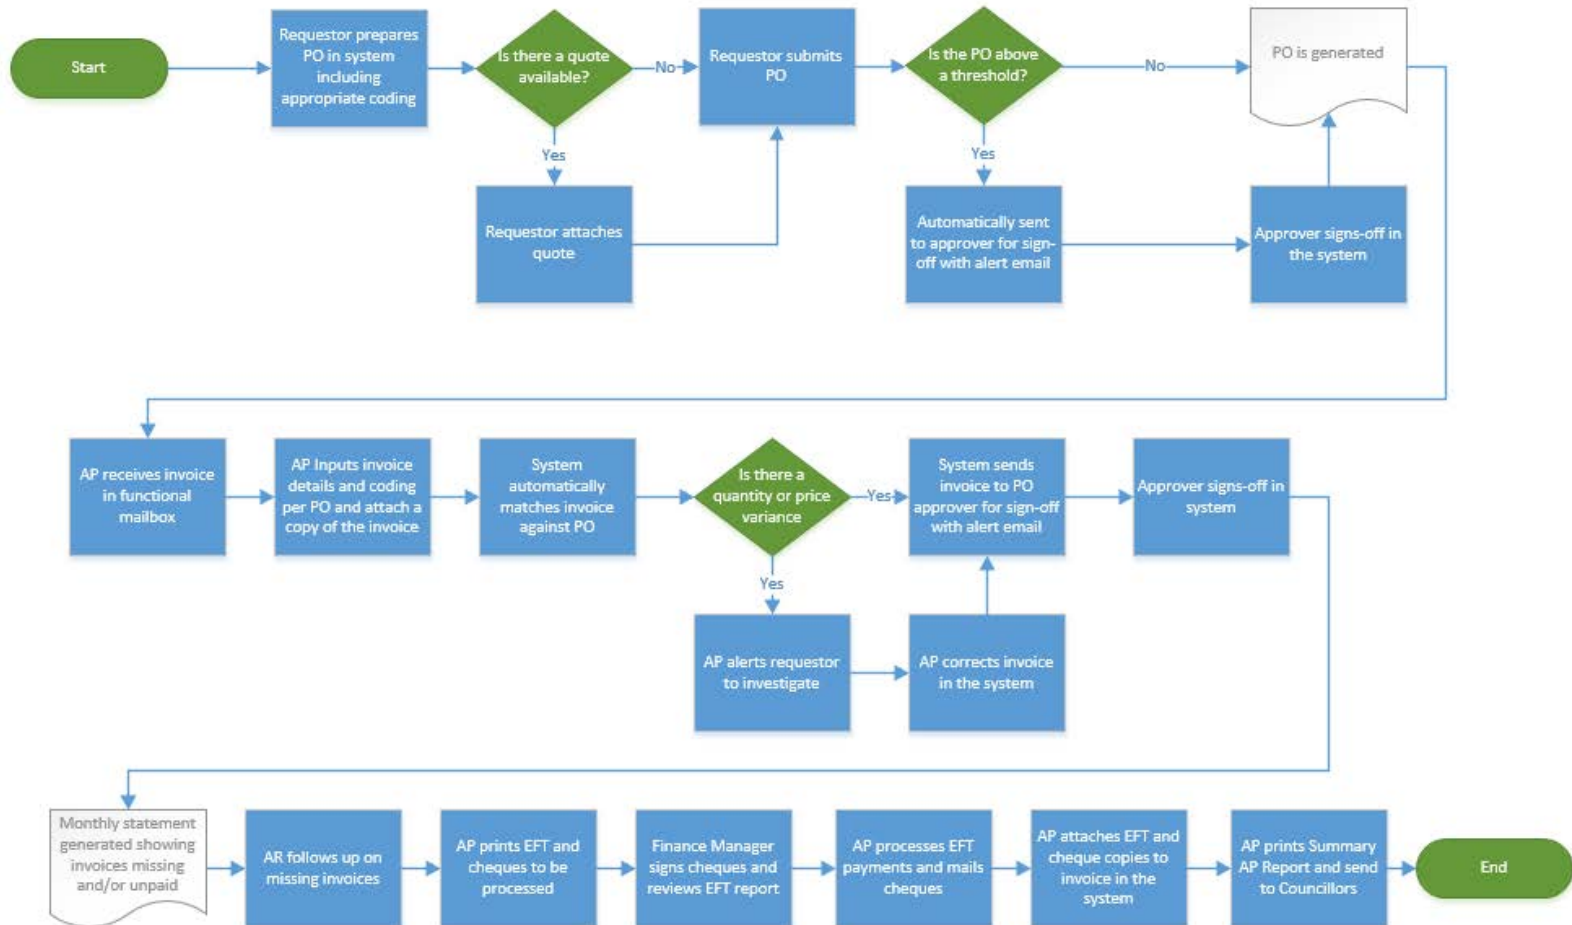 Start
Requestor prepares
PO in system
including
appropriate coding
Is there a quote
available?
No
Yes
Requestor attaches
quote
Requestor submits
PO
Is the PO above
a threshold?
No
Yes
Automatically sent
to approver for sign-
off with alert email
Approver signs-off in
the system
PO is generated
AP receives invoice
in functional
mailbox
AP Inputs invoice
details and coding
per PO and attach a
copy of the invoice
System
automatically
matches invoice
against PO
Is there a
quantity or price
variance
Yes
Yes
AP alerts requestor
to investigate
AP corrects invoice
in the system
System sends
invoice to PO
approver for sign-off
with alert email
Approver signs-off in
system
Monthly statement
generated showing
invoices missing
and/or unpaid
AR follows up on
missing invoices
AP prints EFT and
cheques to be
processed
Finance Manager
signs cheques and
reviews EFT report
AP processes EFT
payments and mails
cheques
AP attaches EFT and
cheque copies to
invoice in the
system
AP prints Summary
AP Report and send
to Councillors
End